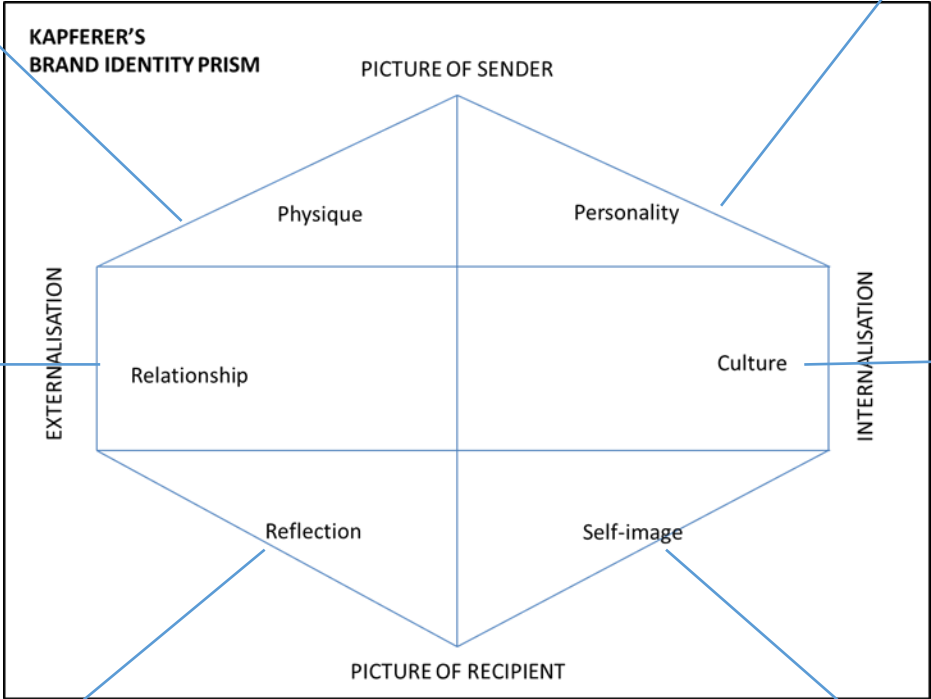 KAPFERER'S
BRAND IDENTITY PRISM
PICTURE OF SENDER
Physique
Personality
EXTERNALISATION
INTERNALISATION
Relationship
Culture
Reflection
Self-image
PICTURE OF RECIPIENT